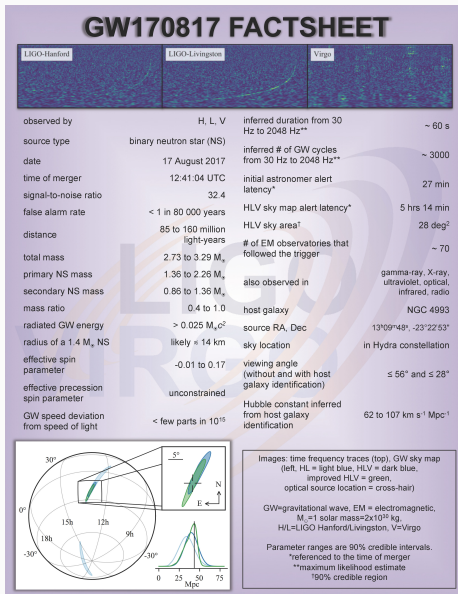 GW170817 FACTSHEET
LIGO-Hanford
LIGO-Livingston
Virgo
observed by H, L, V
source type binary neutron star (NS)
date 17 August 2017
time of merger 12:41:04 UTC
signal-to-noise ratio 32.4
false alarm rate < 1 in 80 000 years
distance 85 to 160 million
light-years
total mass 2.73 to 3.29 M☉
primary NS mass 1.36 to 2.26 M☉
secondary NS mass 0.86 to 1.36 M☉
mass ratio 0.4 to 1.0
radiated GW energy > 0.025 M☉c²
radius of a 1.4 M☉ NS likely ≲ 14 km
effective spin
parameter -0.01 to 0.17
effective precession
spin parameter unconstrained
GW speed deviation
from speed of light < few parts in 10¹⁵
inferred duration from 30
Hz to 2048 Hz** ~ 60 s
inferred # of GW cycles
from 30 Hz to 2048 Hz** ~ 3000
initial astronomer alert
latency* 27 min
HLV sky map alert latency* 5 hrs 14 min
HLV sky area† 28 deg²
# of EM observatories that
followed the trigger ~ 70
also observed in gamma-ray, X-ray,
ultraviolet, optical,
infrared, radio
host galaxy NGC 4993
source RA, Dec 13ʰ09ᵐ48ˢ, -23°22'53"
sky location in Hydra constellation
viewing angle
(without and with host
galaxy identification) ≤ 56° and ≤ 28°
Hubble constant inferred
from host galaxy
identification 62 to 107 km s⁻¹ Mpc⁻¹
LIGO
VIRGO
30°
0°
-30°
18h
15h
12h
9h
30°
-30°
5°
N
E
0 25 50 75
Mpc
Images: time frequency traces (top), GW sky map
(left, HL = light blue, HLV = dark blue,
improved HLV = green,
optical source location = cross-hair)
GW=gravitational wave, EM = electromagnetic,
M☉=1 solar mass=2x10³⁰ kg,
H/L=LIGO Hanford/Livingston, V=Virgo
Parameter ranges are 90% credible intervals.
*referenced to the time of merger
**maximum likelihood estimate
†90% credible region